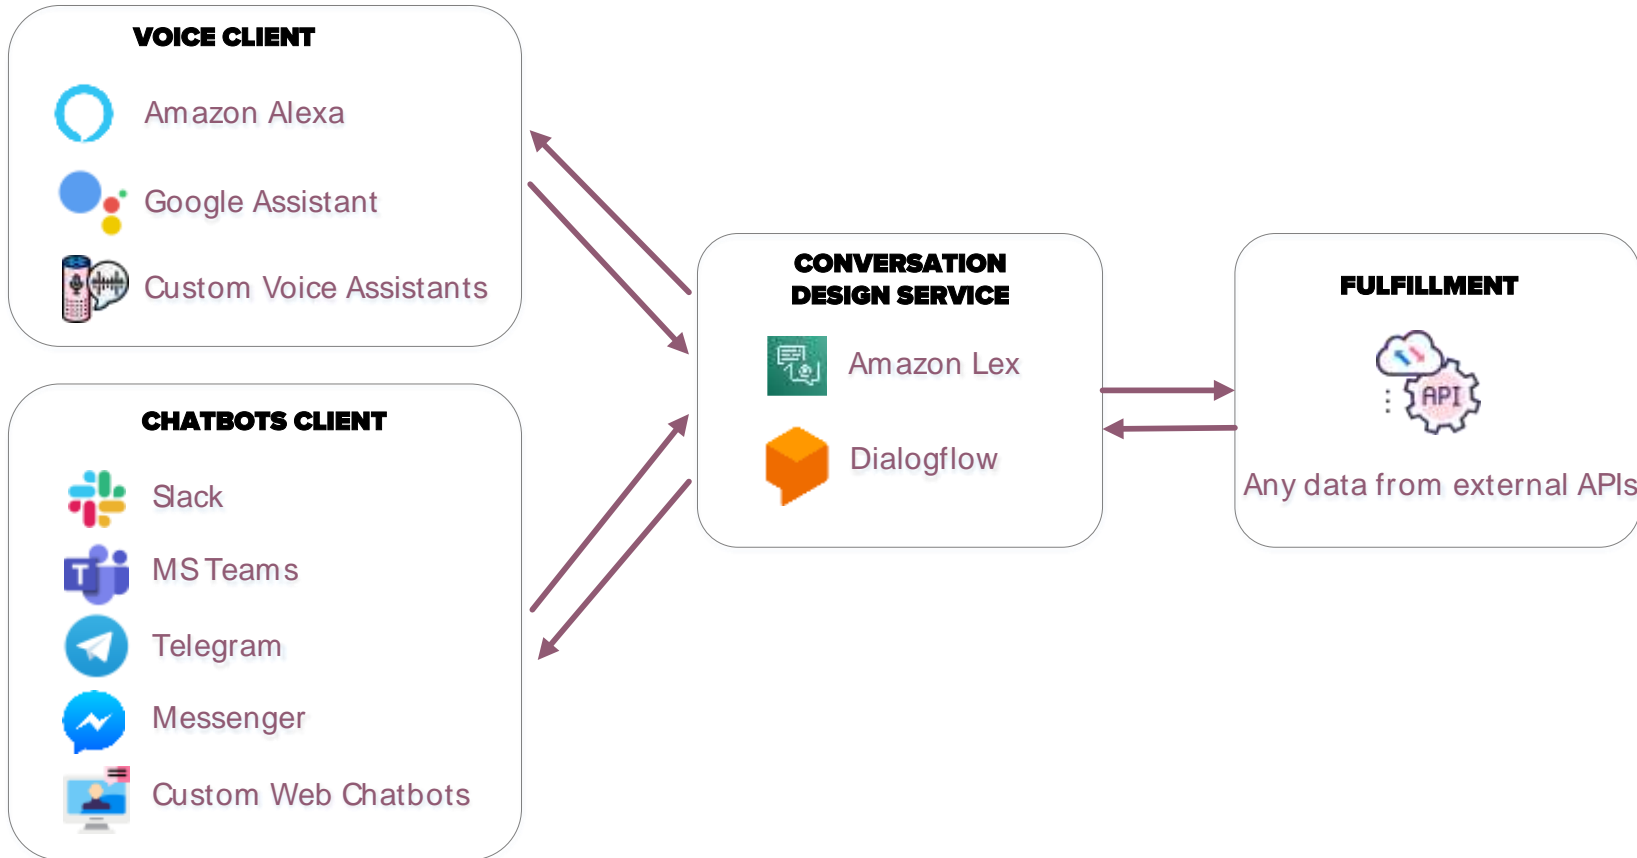 VOICE CLIENT
Amazon Alexa
Google Assistant
Custom Voice Assistants
CHATBOTS CLIENT
Slack
T
MS Teams
Telegram
Messenger
Custom Web Chatbots
CONVERSATION
DESIGN SERVICE
Amazon Lex
Dialogflow
FULFILLMENT
API
Any data from external APIs